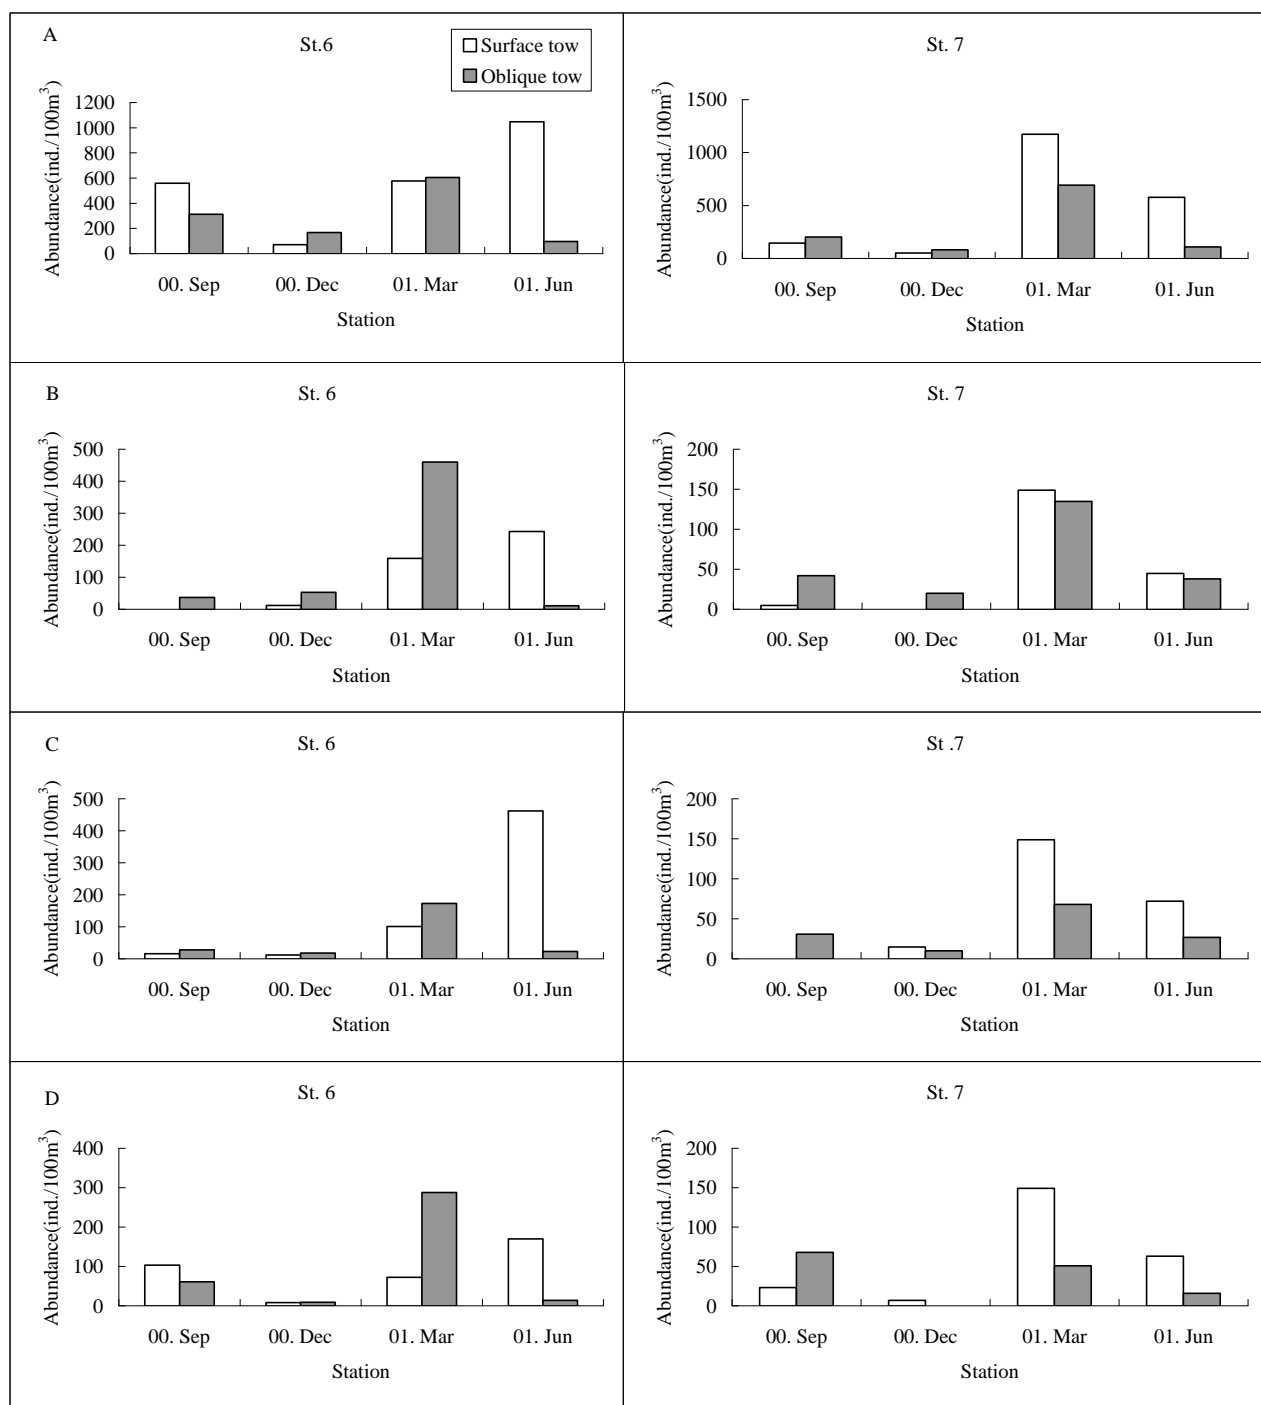 A
St.6
Surface tow
Oblique tow
Abundance(ind./100m³)
1200
1000
800
600
400
200
0
00. Sep 00. Dec 01. Mar 01. Jun
Station
St. 7
Abundance(ind./100m³)
1500
1000
500
0
00. Sep 00. Dec 01. Mar 01. Jun
Station
B
St. 6
Abundance(ind./100m³)
500
400
300
200
100
0
00. Sep 00. Dec 01. Mar 01. Jun
Station
St. 7
Abundance(ind./100m³)
200
150
100
50
0
00. Sep 00. Dec 01. Mar 01. Jun
Station
C
St. 6
Abundance(ind./100m³)
500
400
300
200
100
0
00. Sep 00. Dec 01. Mar 01. Jun
Station
St .7
Abundance(ind./100m³)
200
150
100
50
0
00. Sep 00. Dec 01. Mar 01. Jun
Station
D
St. 6
Abundance(ind./100m³)
400
300
200
100
0
00. Sep 00. Dec 01. Mar 01. Jun
Station
St. 7
Abundance(ind./100m³)
200
150
100
50
0
00. Sep 00. Dec 01. Mar 01. Jun
Station